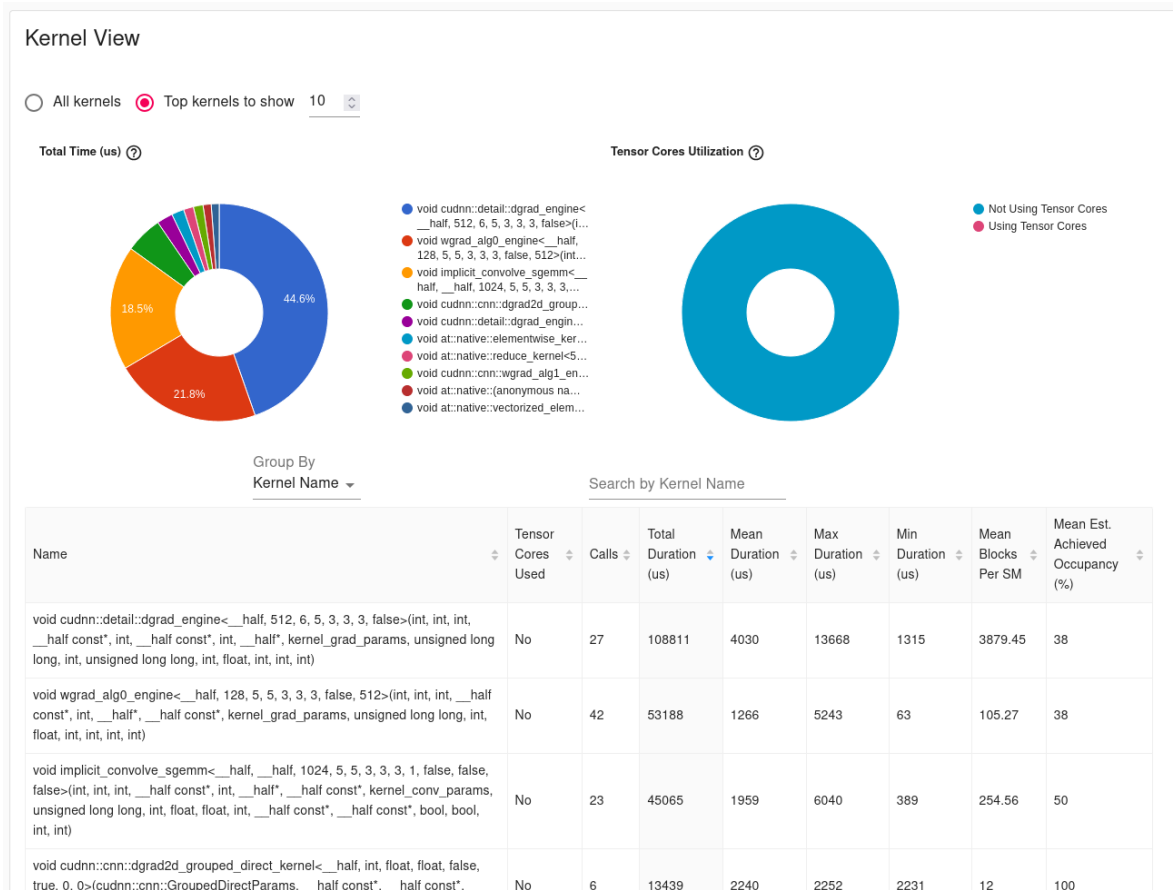 Kernel View
All kernels
Top kernels to show
10
Total Time (us)
?
44.6%
21.8%
18.5%
void cudnn::detail::dgrad_engine<
__half, 512, 6, 5, 3, 3, 3, false>(i...
void wgrad_alg0_engine<__half,
128, 5, 5, 3, 3, 3, false, 512>(int...
void implicit_convolve_sgemm<__
half, __half, 1024, 5, 5, 3, 3, 3,...
void cudnn::cnn::dgrad2d_group...
void cudnn::detail::dgrad_engin...
void at::native::elementwise_ker...
void at::native::reduce_kernel<5...
void cudnn::cnn::wgrad_alg1_en...
void at::native::(anonymous na...
void at::native::vectorized_elem...
Tensor Cores Utilization
?
Not Using Tensor Cores
Using Tensor Cores
Group By
Kernel Name
Search by Kernel Name
Name
Tensor
Cores
Used
Calls
Total
Duration
(us)
Mean
Duration
(us)
Max
Duration
(us)
Min
Duration
(us)
Mean
Blocks
Per SM
Mean Est.
Achieved
Occupancy
(%)
void cudnn::detail::dgrad_engine<__half, 512, 6, 5, 3, 3, 3, false>(int, int, int,
__half const*, int, __half const*, int, __half*, kernel_grad_params, unsigned long
long, int, unsigned long long, int, float, int, int, int)
No
27
108811
4030
13668
1315
3879.45
38
void wgrad_alg0_engine<__half, 128, 5, 5, 3, 3, 3, false, 512>(int, int, int, __half
const*, int, __half*, __half const*, kernel_grad_params, unsigned long long, int,
float, int, int, int, int)
No
42
53188
1266
5243
63
105.27
38
void implicit_convolve_sgemm<__half, __half, 1024, 5, 5, 3, 3, 3, 1, false, false,
false>(int, int, int, __half const*, int, __half*, __half const*, kernel_conv_params,
unsigned long long, int, float, float, int, __half const*, __half const*, bool, bool,
int, int)
No
23
45065
1959
6040
389
254.56
50
void cudnn::cnn::dgrad2d_grouped_direct_kernel<__half, int, float, float, false,
true, 0, 0>(cudnn::cnn::GroupedDirectParams, __half const*, __half const*,
No
6
13439
2240
2252
2231
12
100